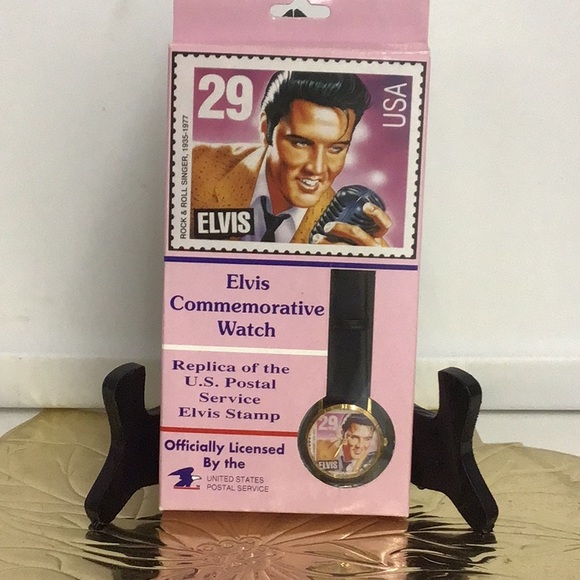 29
USA
ROCK & ROLL SINGER, 1935-1977
ELVIS
Elvis
Commemorative
Watch
Replica of the
U.S. Postal
Service
Elvis Stamp
Officially Licensed
By the
UNITED STATES
POSTAL SERVICE
29
ELVIS